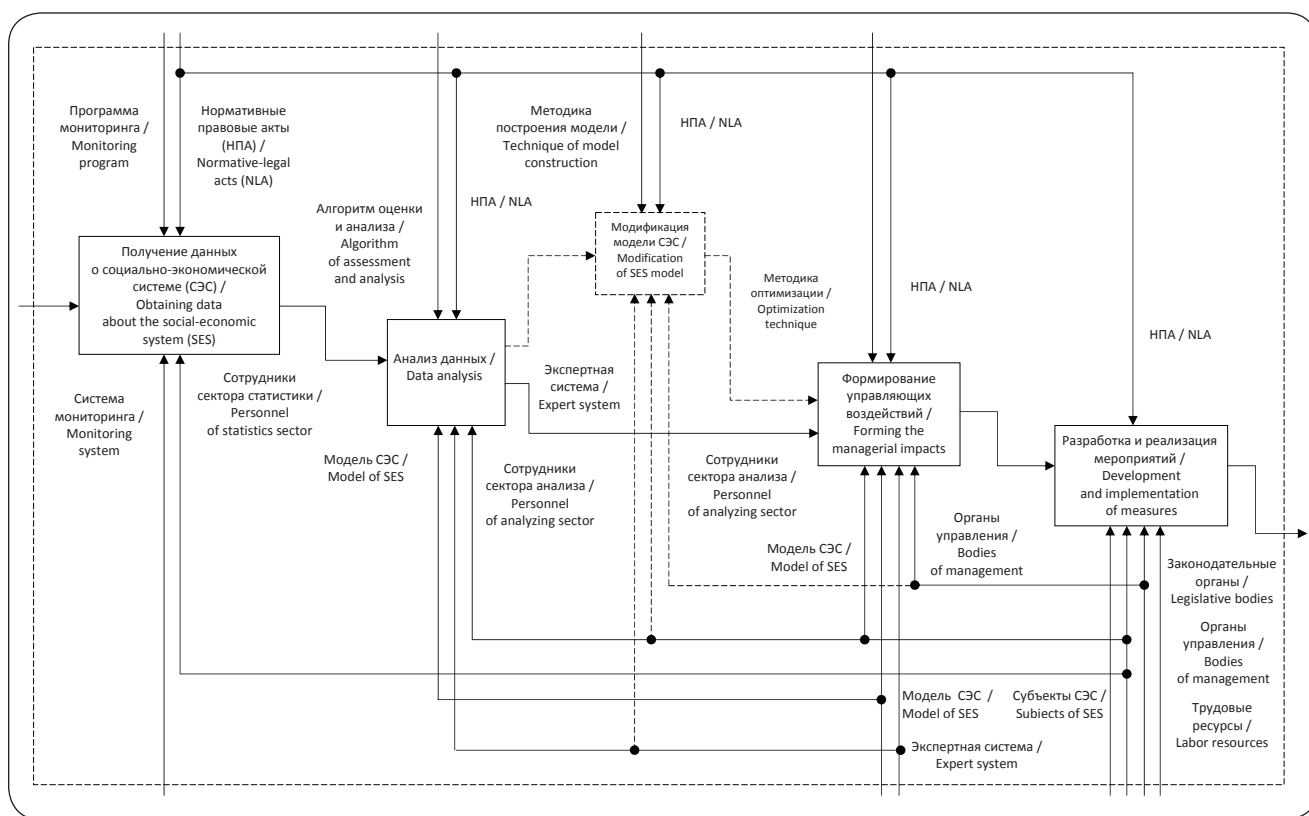 Программа
мониторинга /
Monitoring
program
Нормативные
правовые акты
(НПА) /
Normative-legal
acts (NLA)
Алгоритм оценки
и анализа /
Algorithm
of assessment
and analysis
НПА / NLA
Методика
построения модели /
Technique of model
construction
НПА / NLA
Получение данных
о социально-экономической
системе (СЭС) /
Obtaining data
about the social-economic
system (SES)
Модификация
модели СЭС /
Modification
of SES model
Методика
оптимизации /
Optimization
technique
НПА / NLA
НПА / NLA
Анализ данных /
Data analysis
Система
мониторинга /
Monitoring
system
Сотрудники
сектора статистики /
Personnel
of statistics sector
Экспертная
система /
Expert system
Формирование
управляющих
воздействий /
Forming the
managerial impacts
Разработка и реализация
мероприятий /
Development
and implementation
of measures
Модель СЭС /
Model of SES
Сотрудники
сектора анализа /
Personnel
of analyzing sector
Сотрудники
сектора анализа /
Personnel
of analyzing sector
Модель СЭС /
Model of SES
Органы
управления /
Bodies
of management
Законодательные
органы /
Legislative bodies
Органы
управления /
Bodies
of management
Модель СЭС /
Model of SES
Субъекты СЭС /
Subiects of SES
Трудовые
ресурсы /
Labor resources
Экспертная система /
Expert system